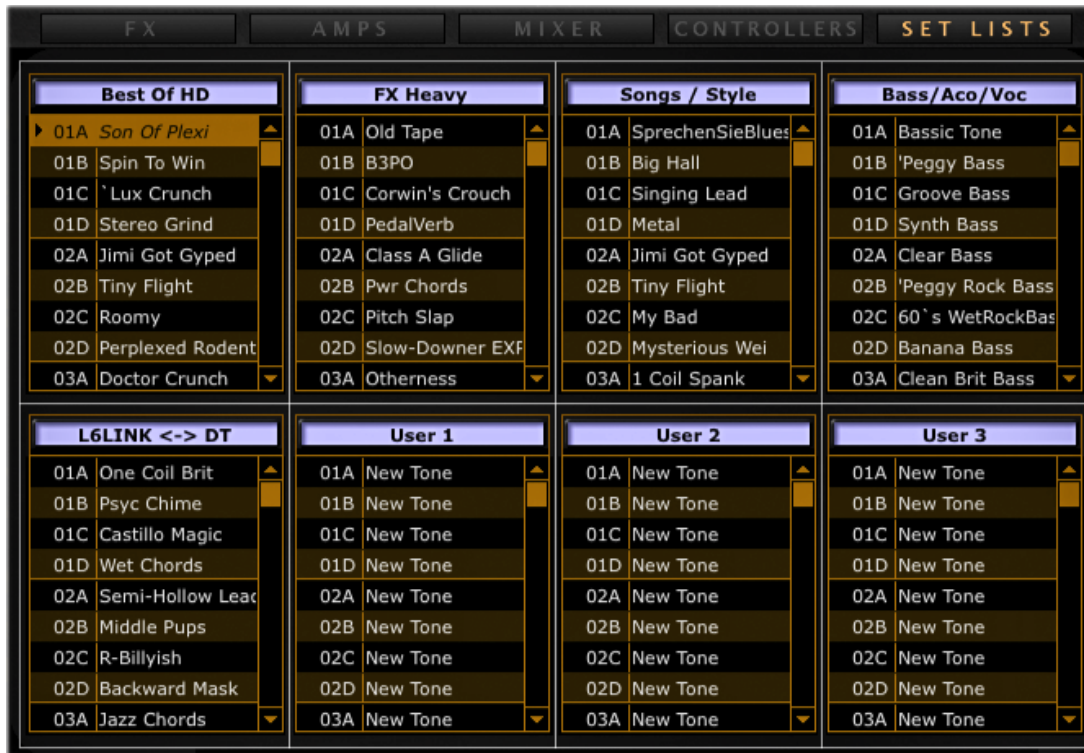 FX AMPS MIXER CONTROLLERS SET LISTS
Best Of HD
01A Son Of Plexi
01B Spin To Win
01C `Lux Crunch
01D Stereo Grind
02A Jimi Got Gyped
02B Tiny Flight
02C Roomy
02D Perplexed Rodent
03A Doctor Crunch
FX Heavy
01A Old Tape
01B B3PO
01C Corwin's Crouch
01D PedalVerb
02A Class A Glide
02B Pwr Chords
02C Pitch Slap
02D Slow-Downer EXP
03A Otherness
Songs / Style
01A SprechenSieBlues
01B Big Hall
01C Singing Lead
01D Metal
02A Jimi Got Gyped
02B Tiny Flight
02C My Bad
02D Mysterious Wei
03A 1 Coil Spank
Bass/Aco/Voc
01A Bassic Tone
01B 'Peggy Bass
01C Groove Bass
01D Synth Bass
02A Clear Bass
02B 'Peggy Rock Bass
02C 60`s WetRockBas
02D Banana Bass
03A Clean Brit Bass
L6LINK <-> DT
01A One Coil Brit
01B Psyc Chime
01C Castillo Magic
01D Wet Chords
02A Semi-Hollow Lead
02B Middle Pups
02C R-Billyish
02D Backward Mask
03A Jazz Chords
User 1
01A New Tone
01B New Tone
01C New Tone
01D New Tone
02A New Tone
02B New Tone
02C New Tone
02D New Tone
03A New Tone
User 2
01A New Tone
01B New Tone
01C New Tone
01D New Tone
02A New Tone
02B New Tone
02C New Tone
02D New Tone
03A New Tone
User 3
01A New Tone
01B New Tone
01C New Tone
01D New Tone
02A New Tone
02B New Tone
02C New Tone
02D New Tone
03A New Tone